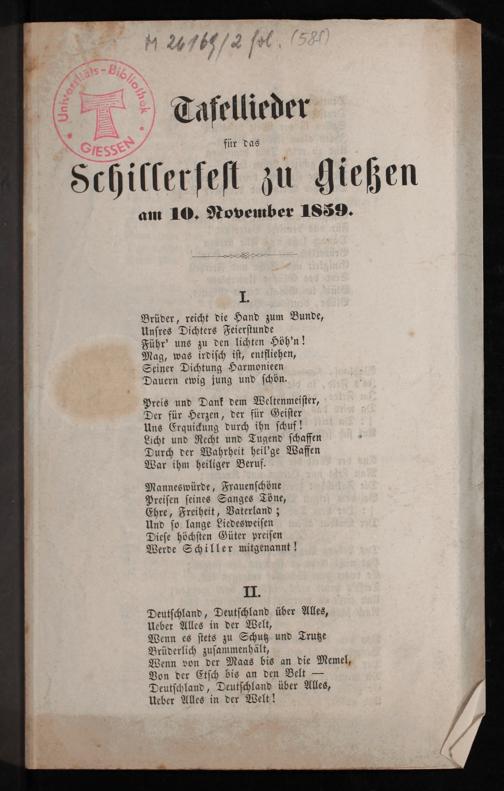 M 26169/2 fol. (58f)
Universitäts-Bibliothek
GIESSEN
Tafellieder
für das
Schillerfest zu Gießen
am 10. November 1859.
I.
Brüder, reicht die Hand zum Bunde,
Unsres Dichters Feierstunde
Führ' uns zu den lichten Höh'n!
Mag, was irdisch ist, entfliehen,
Seiner Dichtung Harmonieen
Dauern ewig jung und schön.
Preis und Dank dem Weltenmeister,
Der für Herzen, der für Geister
Uns Erquickung durch ihn schuf!
Licht und Recht und Tugend schaffen
Durch der Wahrheit heil'ge Waffen
War ihm heiliger Beruf.
Manneswürde, Frauenschöne
Preisen seines Sanges Töne,
Ehre, Freiheit, Vaterland;
Und so lange Liedesweisen
Diese höchsten Güter preisen
Werde Schiller mitgenannt!
II.
Deutschland, Deutschland über Alles,
Ueber Alles in der Welt,
Wenn es stets zu Schutz und Trutze
Brüderlich zusammenhält,
Wenn von der Maas bis an die Memel,
Von der Etsch bis an den Belt —
Deutschland, Deutschland über Alles,
Ueber Alles in der Welt!